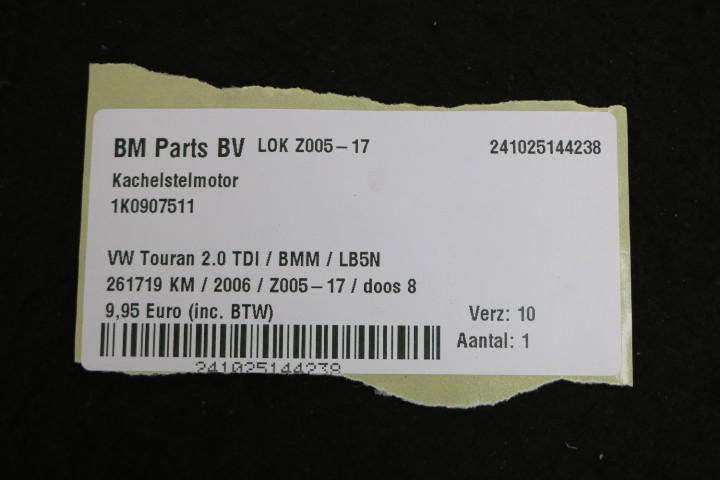 BM Parts BV LOK Z005-17 241025144238
Kachelstelmotor
1K0907511
VW Touran 2.0 TDI / BMM / LB5N
261719 KM / 2006 / Z005-17 / doos 8
9,95 Euro (inc. BTW) Verz: 10
Aantal: 1
241025144238